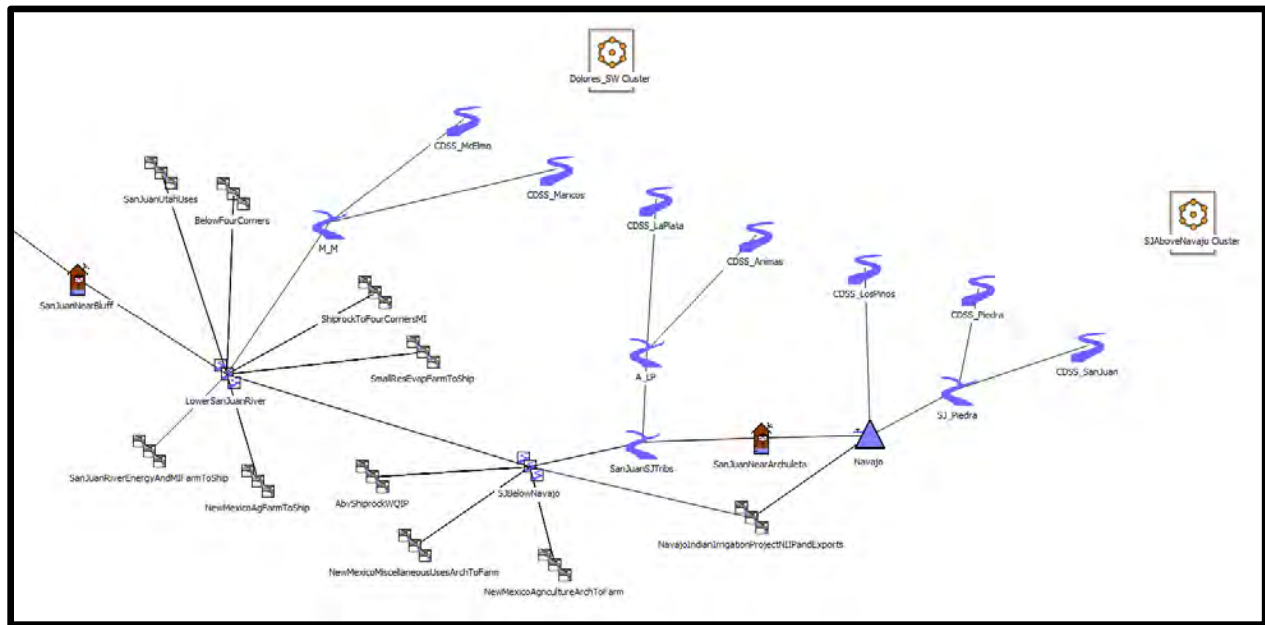 Dolores_SW Cluster
CDSS_McElmo
SanJuanUtahUses
CDSS_Mancos
BelowFourCorners
CDSS_LaPlata
M_M
SJAboveNavajo Cluster
CDSS_Animas
CDSS_LosPinos
SanJuanNearBluff
CDSS_Piedra
ShiprockToFourCornersMI
CDSS_SanJuan
A_LP
SmallResEvapFarmToShip
LowerSanJuanRiver
SJ_Piedra
Navajo
SanJuanSJTribs
SanJuanNearArchuleta
SanJuanRiverEnergyAndMIFarmToShip
SJBelowNavajo
AbvShiprockWQIP
NewMexicoAgFarmToShip
NavajoIndianIrrigationProjectNIIPandExports
NewMexicoMiscellaneousUsesArchToFarm
NewMexicoAgricultureArchToFarm